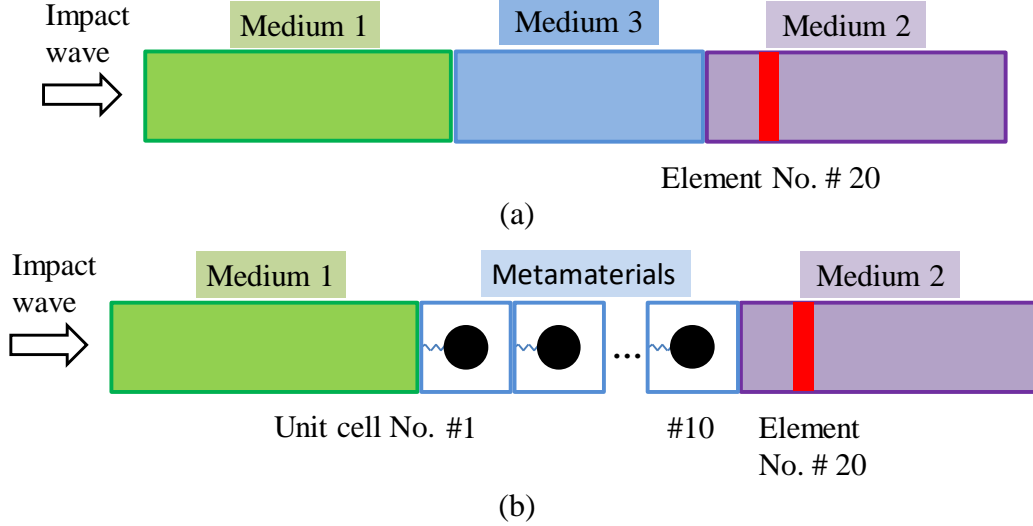 Impact
wave
Medium 1
Medium 3
Medium 2
Element No. # 20
(a)
Impact
wave
Medium 1
Metamaterials
Medium 2
...
Unit cell No. #1
#10
Element
No. # 20
(b)